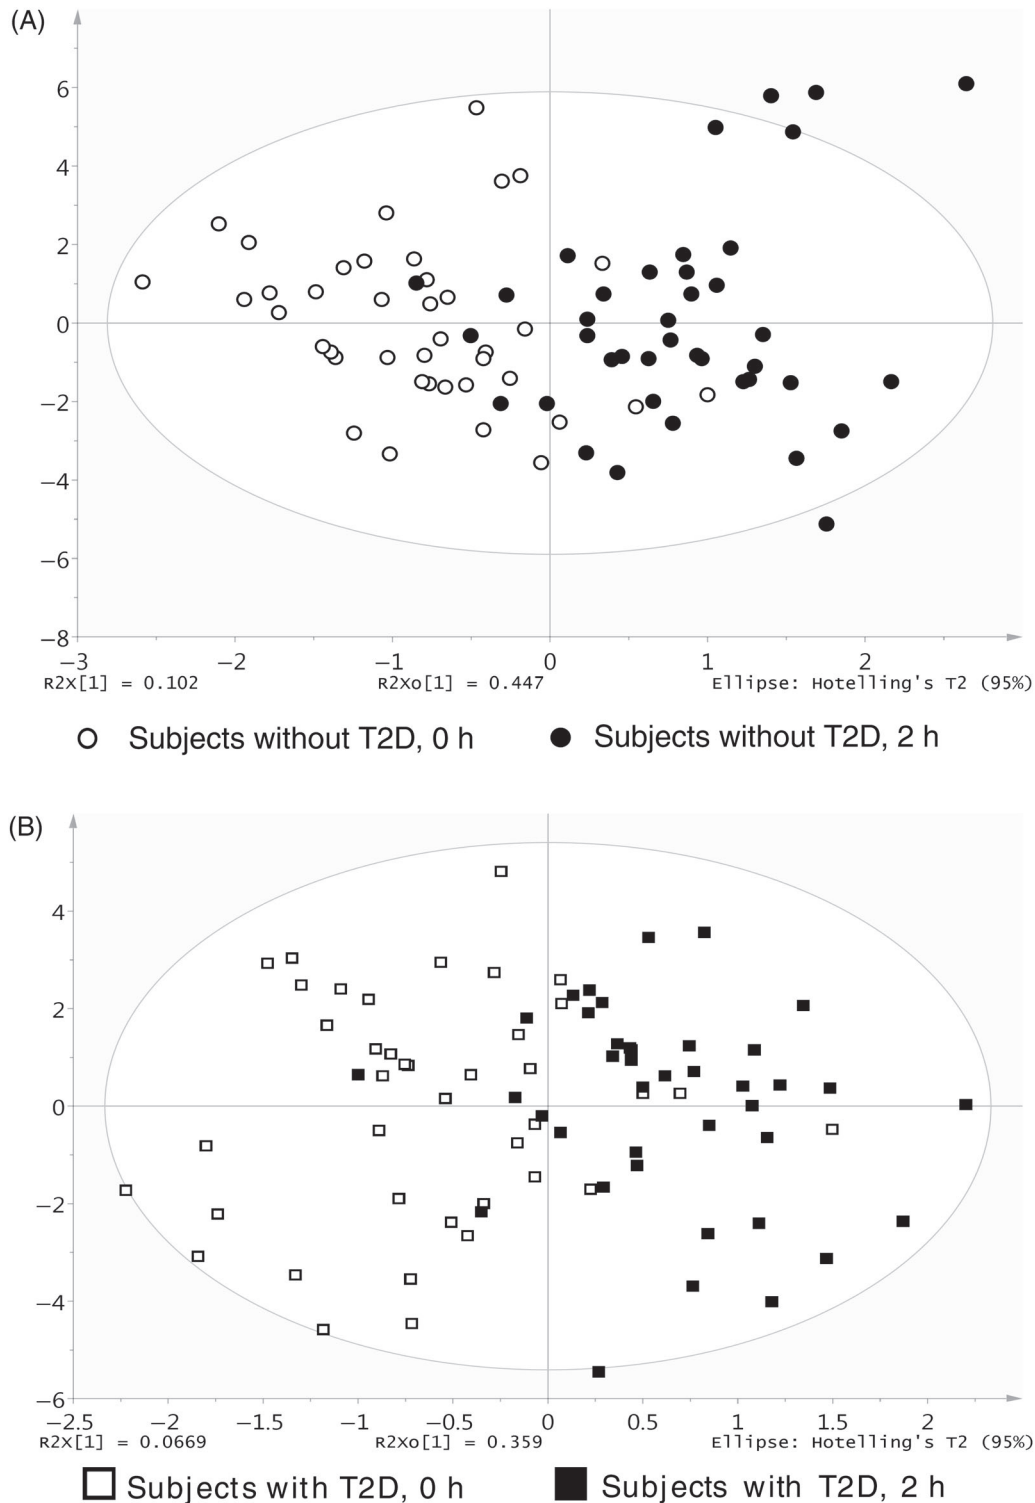 (A)
6
4
2
0
−2
−4
−6
−8
−3 −2 −1 0 1 2
R2X[1] = 0.102 R2Xo[1] = 0.447 Ellipse: Hotelling's T2 (95%)
Subjects without T2D, 0 h Subjects without T2D, 2 h
(B)
4
2
0
−2
−4
−6
−2.5 −2 −1.5 −1 −0.5 0 0.5 1 1.5 2
R2X[1] = 0.0669 R2Xo[1] = 0.359 Ellipse: Hotelling's T2 (95%)
Subjects with T2D, 0 h Subjects with T2D, 2 h